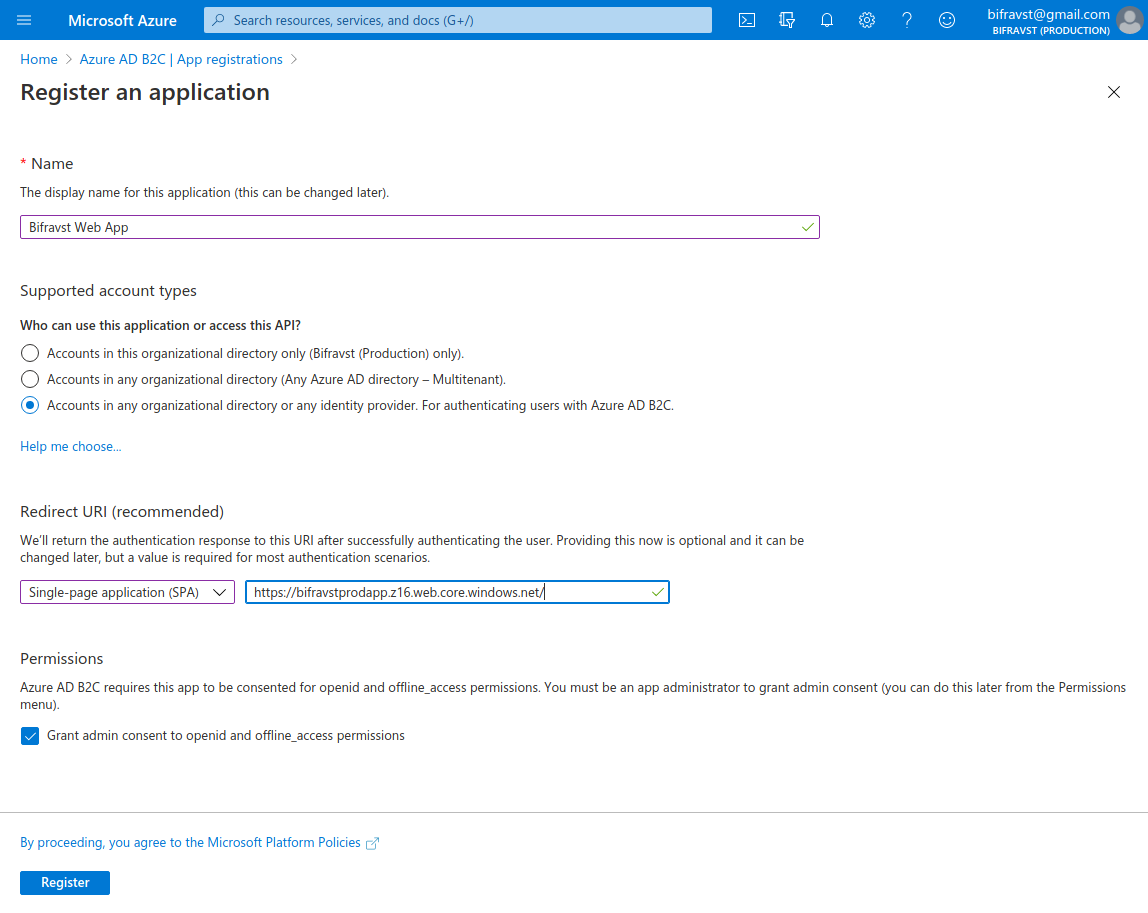 Microsoft Azure
Search resources, services, and docs (G+/)
bifravst@gmail.com
BIFRAVST (PRODUCTION)
Home > Azure AD B2C | App registrations >
Register an application
* Name
The display name for this application (this can be changed later).
Bifravst Web App
Supported account types
Who can use this application or access this API?
Accounts in this organizational directory only (Bifravst (Production) only).
Accounts in any organizational directory (Any Azure AD directory – Multitenant).
Accounts in any organizational directory or any identity provider. For authenticating users with Azure AD B2C.
Help me choose...
Redirect URI (recommended)
We'll return the authentication response to this URI after successfully authenticating the user. Providing this now is optional and it can be
changed later, but a value is required for most authentication scenarios.
Single-page application (SPA)
https://bifravstprodapp.z16.web.core.windows.net/
Permissions
Azure AD B2C requires this app to be consented for openid and offline_access permissions. You must be an app administrator to grant admin consent (you can do this later from the Permissions
menu).
Grant admin consent to openid and offline_access permissions
By proceeding, you agree to the Microsoft Platform Policies
Register